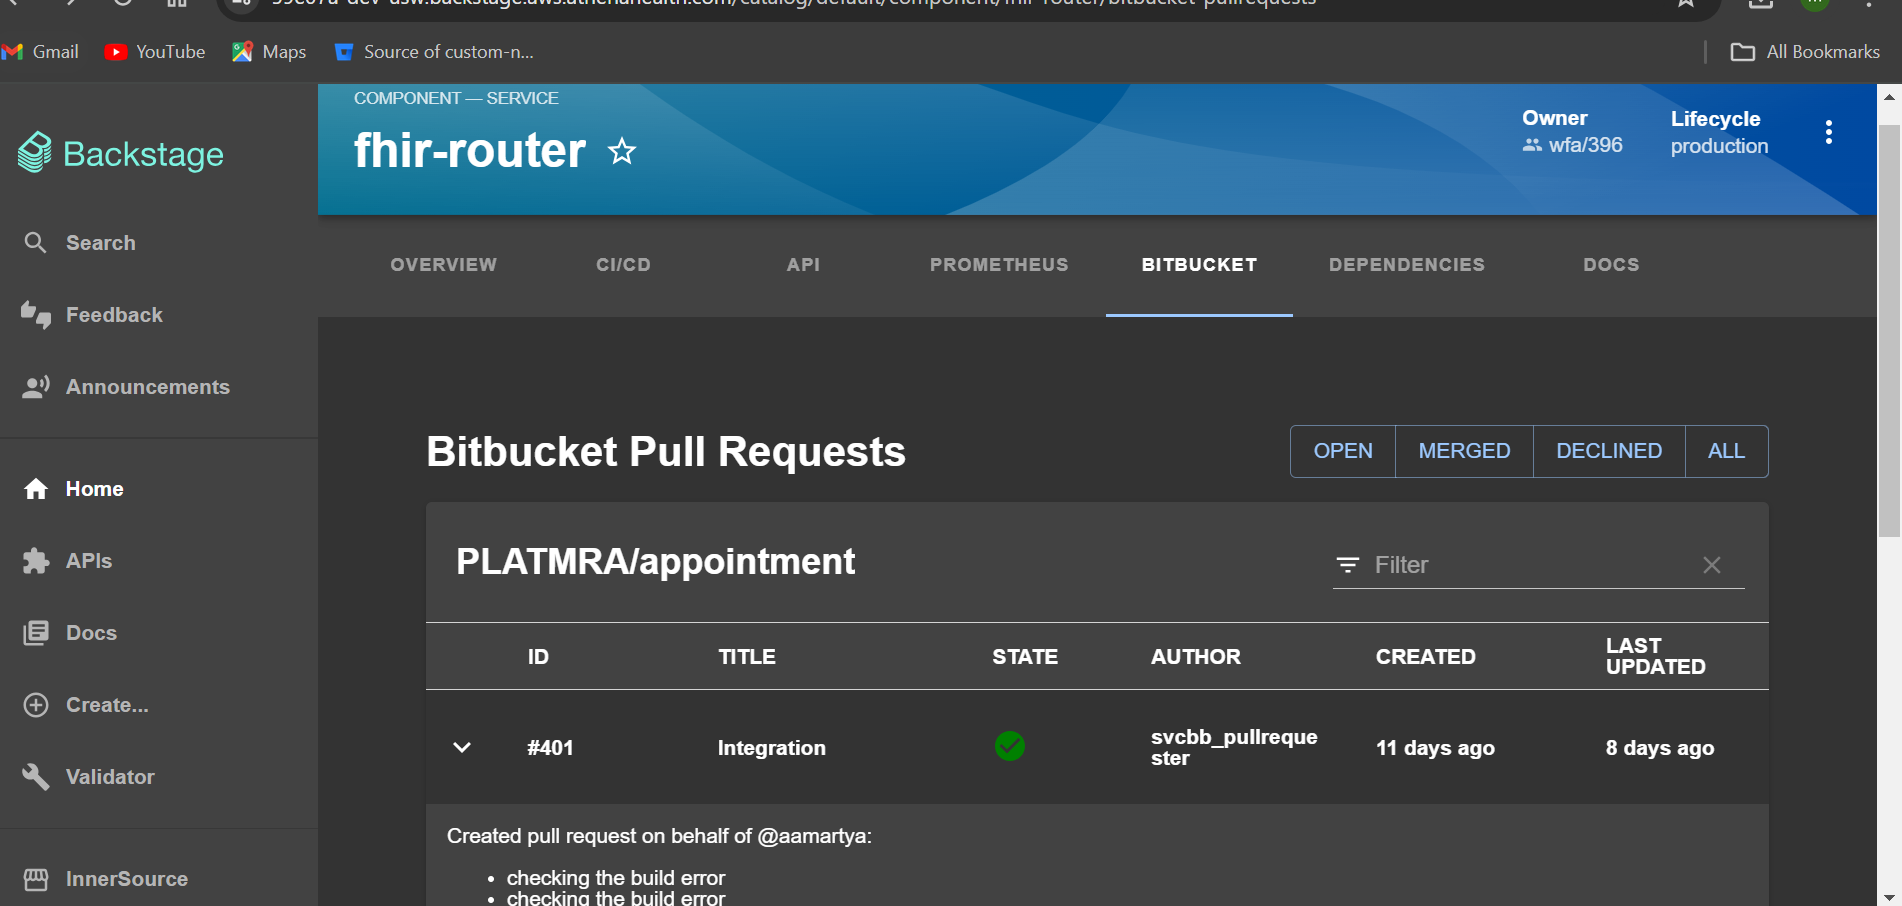 Gmail
YouTube
Maps
Source of custom-n...
All Bookmarks
Backstage
Search
Feedback
Announcements
Home
APIs
Docs
Create...
Validator
InnerSource
COMPONENT — SERVICE
fhir-router
Owner
wfa/396
Lifecycle
production
OVERVIEW
CI/CD
API
PROMETHEUS
BITBUCKET
DEPENDENCIES
DOCS
Bitbucket Pull Requests
OPEN
MERGED
DECLINED
ALL
PLATMRA/appointment
Filter
ID
TITLE
STATE
AUTHOR
CREATED
LAST
UPDATED
#401
Integration
svcbb_pullreque
ster
11 days ago
8 days ago
Created pull request on behalf of @aamartya:
• checking the build error
• checking the build error